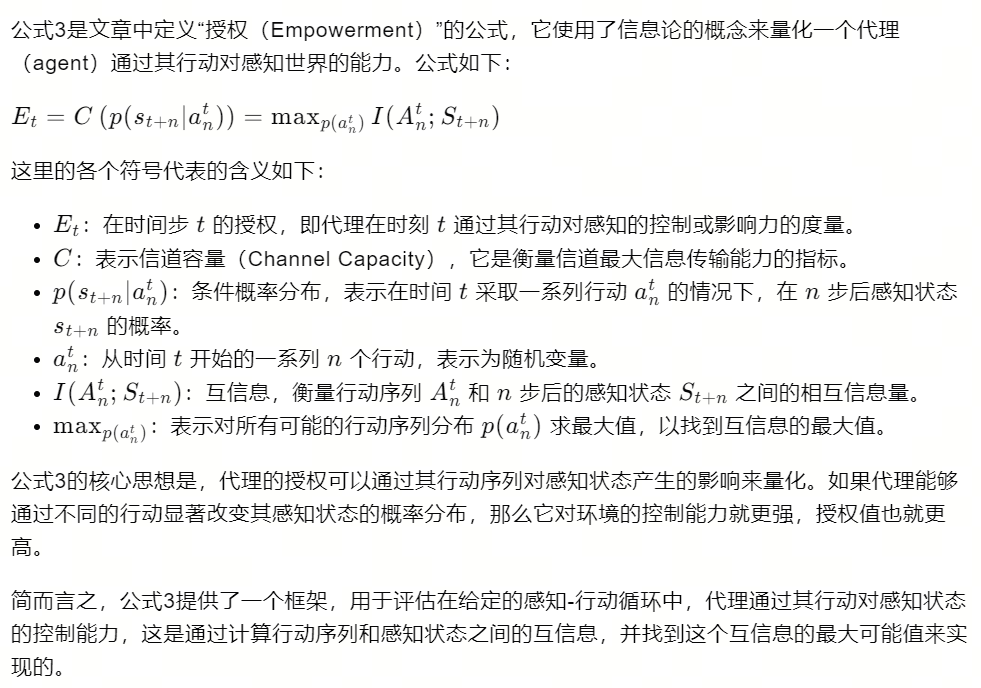 公式3是文章中定义“授权（Empowerment）”的公式，它使用了信息论的概念来量化一个代理
（agent）通过其行动对感知世界的能力。公式如下：
E_t = C (p(s_{t+n}|a_n^t)) = max_{p(a_n^t)} I(A_n^t; S_{t+n})
这里的各个符号代表的含义如下：
• E_t：在时间步 t 的授权，即代理在时刻 t 通过其行动对感知的控制或影响力的度量。
• C：表示信道容量（Channel Capacity），它是衡量信道最大信息传输能力的指标。
• p(s_{t+n}|a_n^t)：条件概率分布，表示在时间 t 采取一系列行动 a_n^t 的情况下，在 n 步后感知状态
s_{t+n} 的概率。
• a_n^t：从时间 t 开始的一系列 n 个行动，表示为随机变量。
• I(A_n^t; S_{t+n})：互信息，衡量行动序列 A_n^t 和 n 步后的感知状态 S_{t+n} 之间的相互信息量。
• max_{p(a_n^t)}：表示对所有可能的行动序列分布 p(a_n^t) 求最大值，以找到互信息的最大值。
公式3的核心思想是，代理的授权可以通过其行动序列对感知状态产生的影响来量化。如果代理能够
通过不同的行动显著改变其感知状态的概率分布，那么它对环境的控制能力就更强，授权值也就更
高。
简而言之，公式3提供了一个框架，用于评估在给定的感知-行动循环中，代理通过其行动对感知状态
的控制能力，这是通过计算行动序列和感知状态之间的互信息，并找到这个互信息的最大可能值来实
现的。